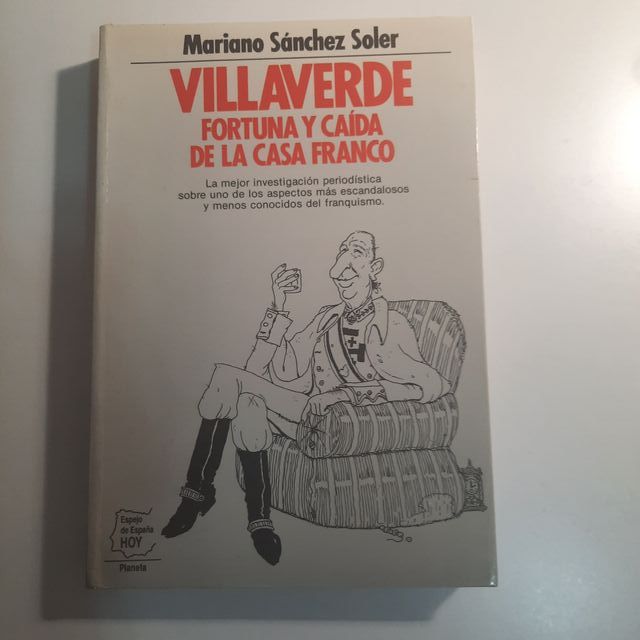 Mariano Sánchez Soler
VILLAVERDE
FORTUNA Y CAÍDA
DE LA CASA FRANCO
La mejor investigación periodística
sobre uno de los aspectos más escandalosos
y menos conocidos del franquismo.
Espejo
de España
HOY
Planeta